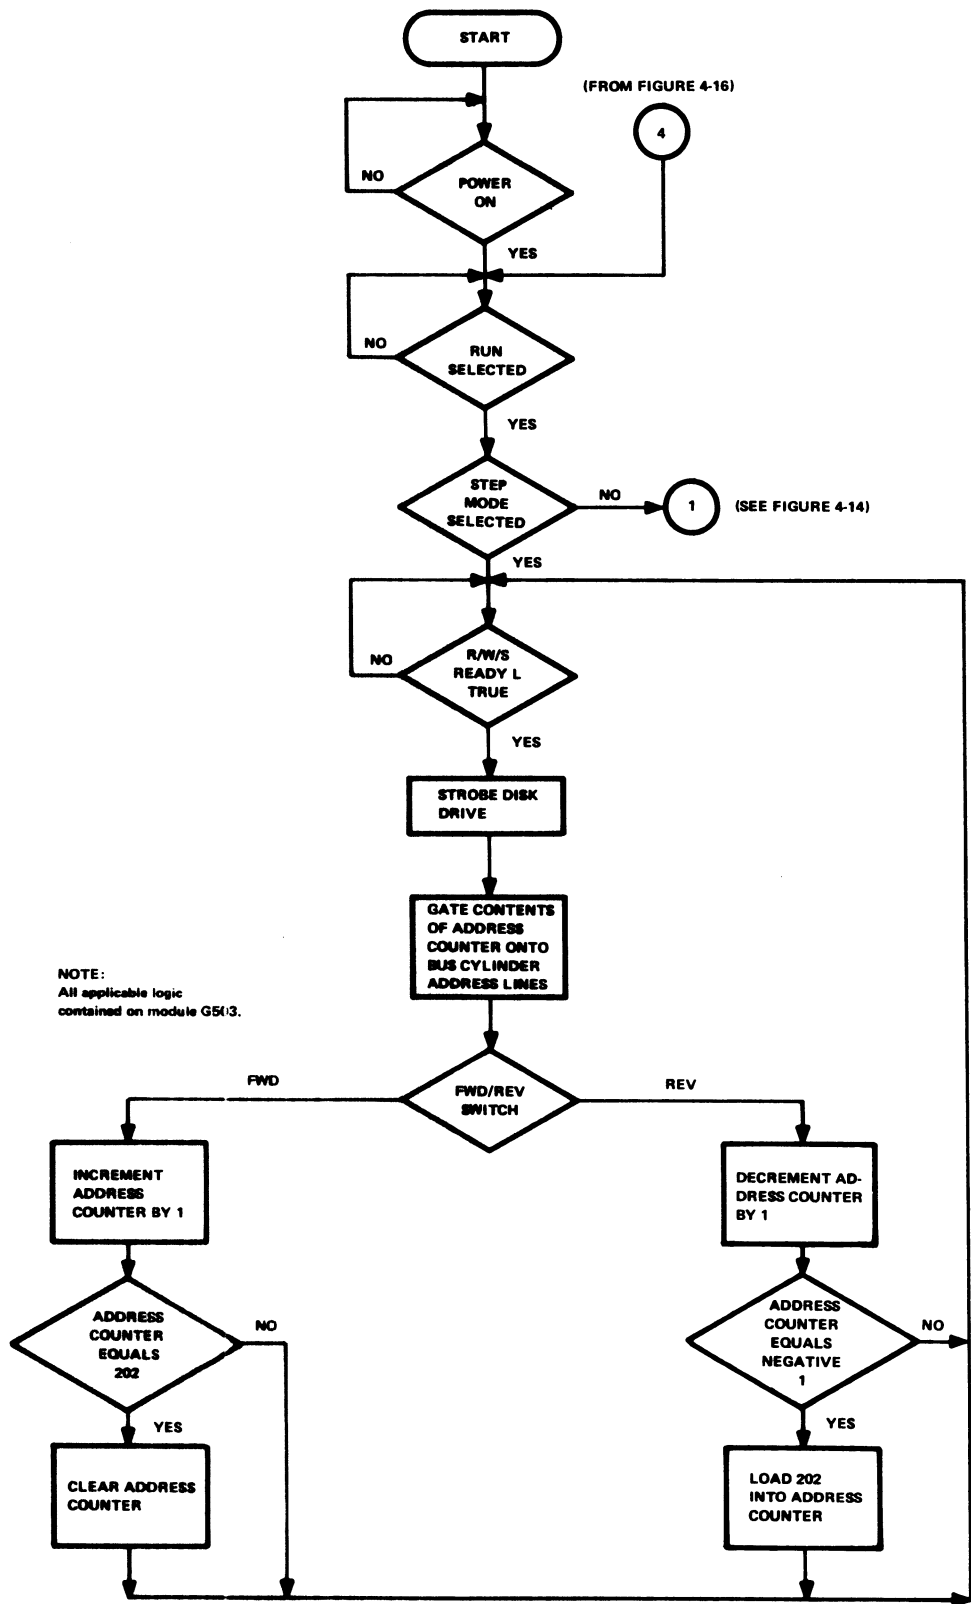 START
(FROM FIGURE 4-16)
4
POWER
ON
NO
YES
RUN
SELECTED
NO
YES
STEP
MODE
SELECTED
NO
1
(SEE FIGURE 4-14)
YES
R/W/S
READY L
TRUE
NO
YES
STROBE DISK
DRIVE
GATE CONTENTS
OF ADDRESS
COUNTER ONTO
BUS CYLINDER
ADDRESS LINES
NOTE:
All applicable logic
contained on module
FWD
FWD/REV
SWITCH
REV
INCREMENT
ADDRESS
COUNTER BY 1
DECREMENT AD-
DRESS COUNTER
BY 1
ADDRESS
COUNTER
EQUALS
202
NO
YES
ADDRESS
COUNTER
EQUALS
NEGATIVE
1
NO
YES
CLEAR ADDRESS
COUNTER
LOAD 202
INTO ADDRESS
COUNTER